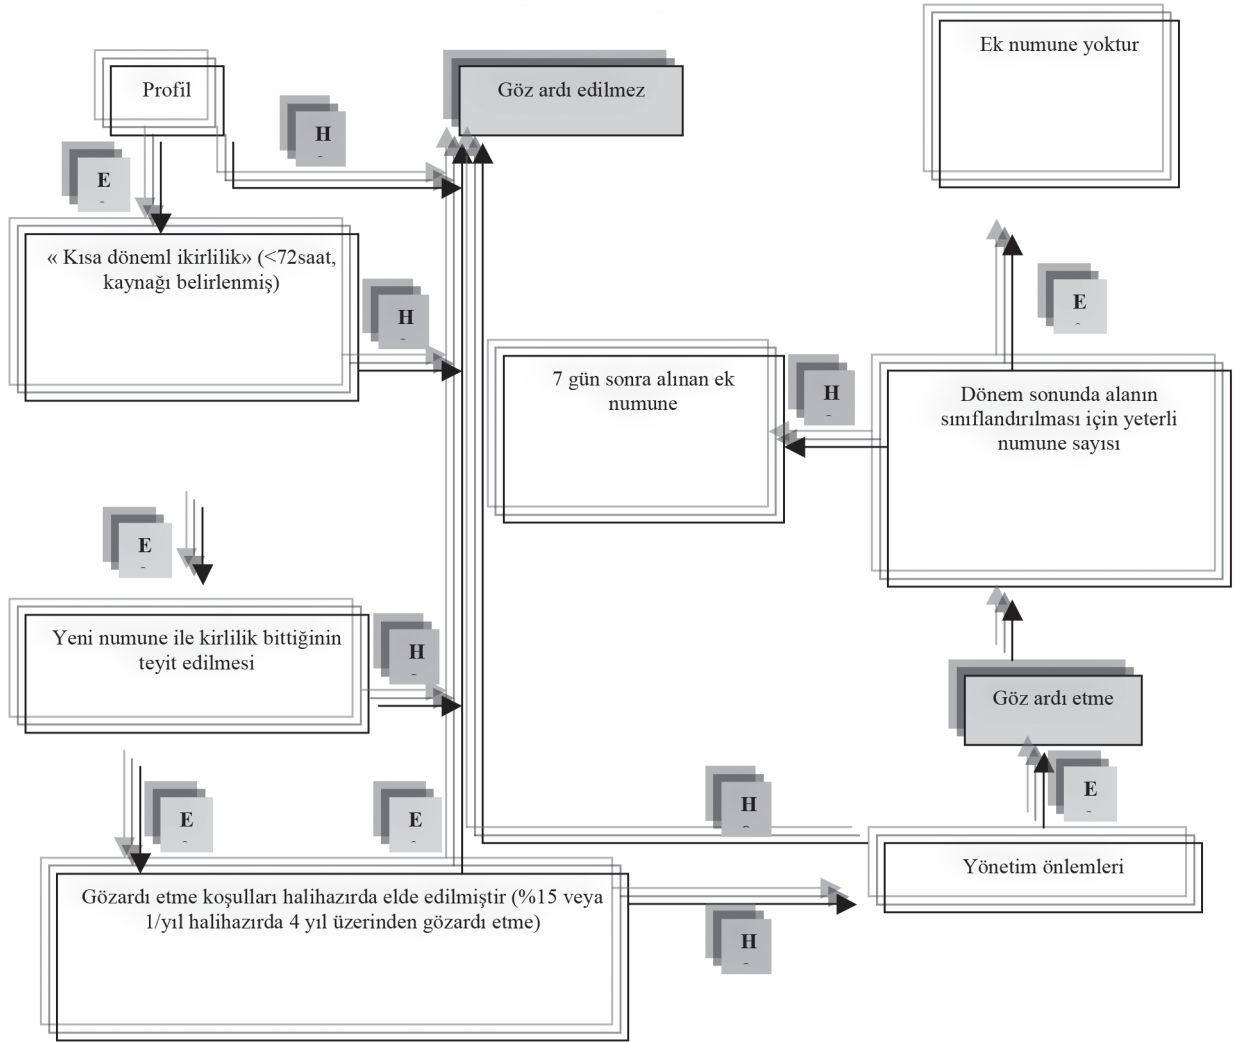 Ek numune yoktur
Profil
Göz ardı edilmez
H
E
« Kısa döneml ikirlilik» (<72saat,
kaynağı belirlenmiş)
H
E
7 gün sonra alınan ek
numune
H
Dönem sonunda alanın
sınıflandırılması için yeterli
numune sayısı
E
Yeni numune ile kirlilik bittiğinin
teyit edilmesi
H
Göz ardı etme
E
E
H
E
Yönetim önlemleri
Gözardı etme koşulları halihazırda elde edilmiştir (%15 veya
1/yıl halihazırda 4 yıl üzerinden gözardı etme)
H